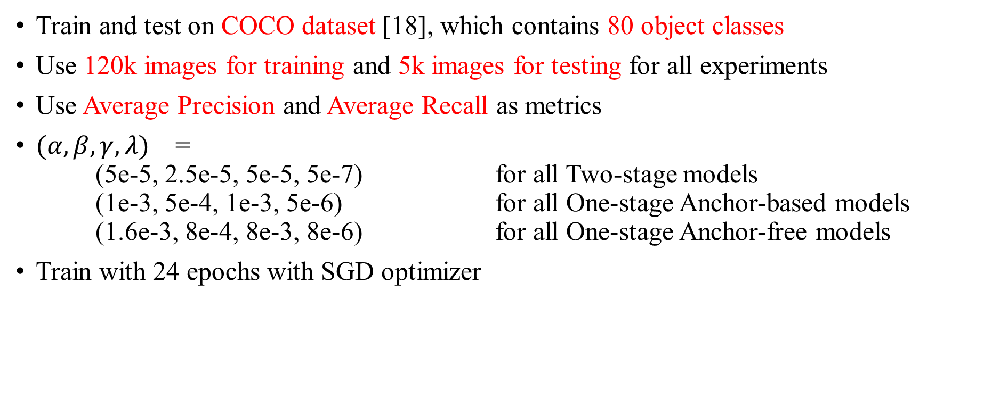 • Train and test on COCO dataset [18], which contains 80 object classes
• Use 120k images for training and 5k images for testing for all experiments
• Use Average Precision and Average Recall as metrics
• (α, β, γ, λ) =
(5e-5, 2.5e-5, 5e-5, 5e-7) for all Two-stage models
(1e-3, 5e-4, 1e-3, 5e-6) for all One-stage Anchor-based models
(1.6e-3, 8e-4, 8e-3, 8e-6) for all One-stage Anchor-free models
• Train with 24 epochs with SGD optimizer